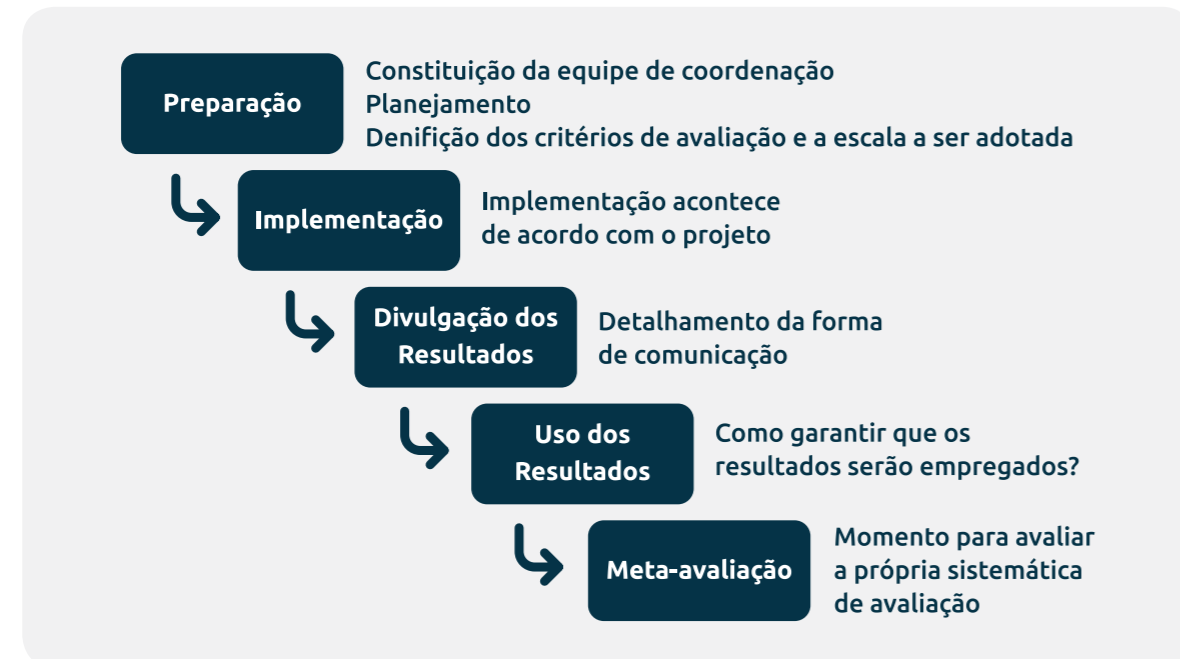 Preparação
Constituição da equipe de coordenação
Planejamento
Denifição dos critérios de avaliação e a escala a ser adotada
Implementação
Implementação acontece
de acordo com o projeto
Divulgação dos
Resultados
Detalhamento da forma
de comunicação
Uso dos
Resultados
Como garantir que os
resultados serão empregados?
Meta-avaliação
Momento para avaliar
a própria sistemática
de avaliação